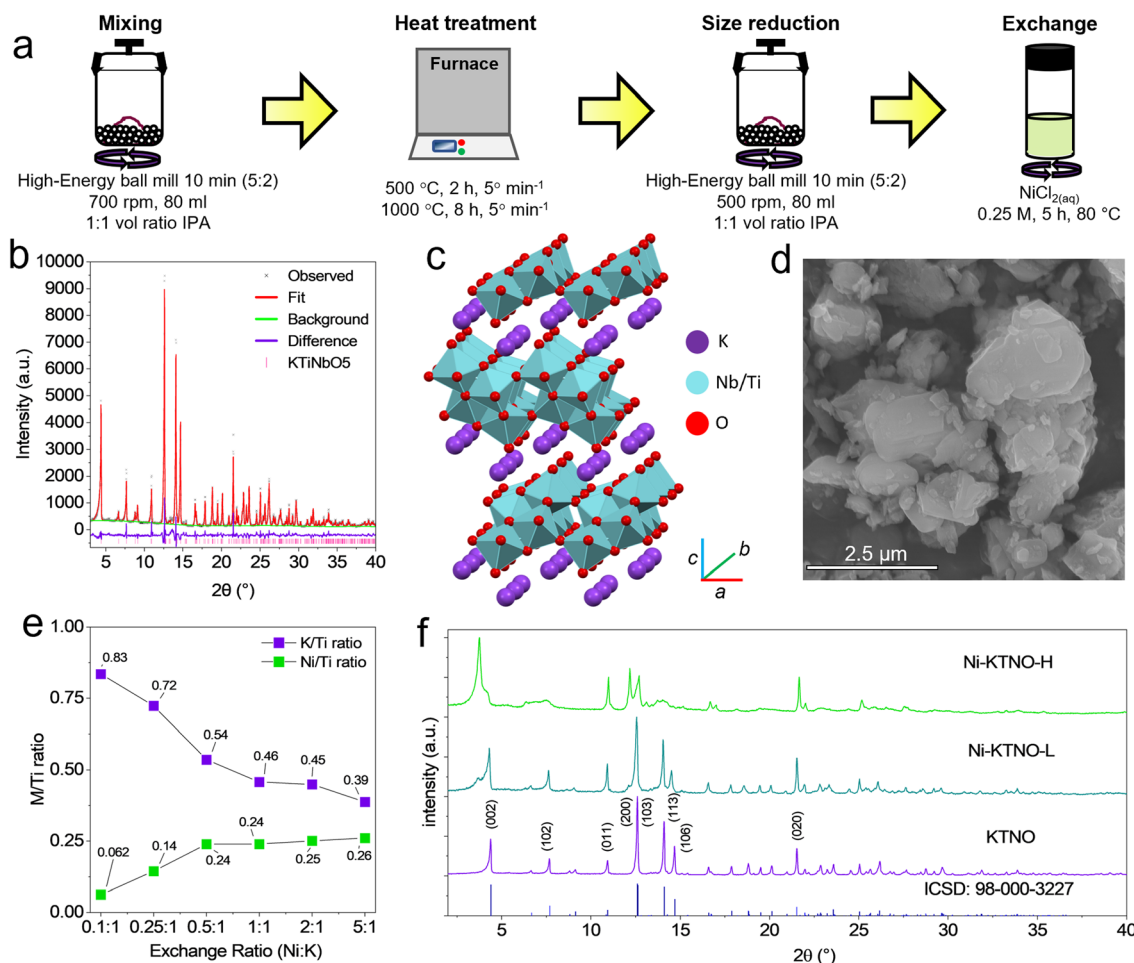 a
Mixing
Heat treatment
Size reduction
Exchange
Furnace
High-Energy ball mill 10 min (5:2)
700 rpm, 80 ml
1:1 vol ratio IPA
500 °C, 2 h, 5° min⁻¹
1000 °C, 8 h, 5° min⁻¹
High-Energy ball mill 10 min (5:2)
500 rpm, 80 ml
1:1 vol ratio IPA
NiCl₂₍aq₎
0.25 M, 5 h, 80 °C
b
10000
9000
8000
7000
6000
5000
4000
3000
2000
1000
0
Intensity (a.u.)
Observed
Fit
Background
Difference
KTiNbO5
5
10
15
20
25
30
35
40
2θ (°)
c
K
Nb/Ti
O
c
b
a
d
2.5 µm
e
1.00
0.75
0.50
0.25
0.00
M/Ti ratio
K/Ti ratio
Ni/Ti ratio
0.83
0.72
0.54
0.46
0.45
0.39
0.062
0.14
0.24
0.24
0.25
0.26
0.1:1
0.25:1
0.5:1
1:1
2:1
5:1
Exchange Ratio (Ni:K)
f
intensity (a.u.)
Ni-KTNO-H
Ni-KTNO-L
KTNO
ICSD: 98-000-3227
(002)
(102)
(011)
(200)
(103)
(113)
(106)
(020)
5
10
15
20
25
30
35
40
2θ (°)